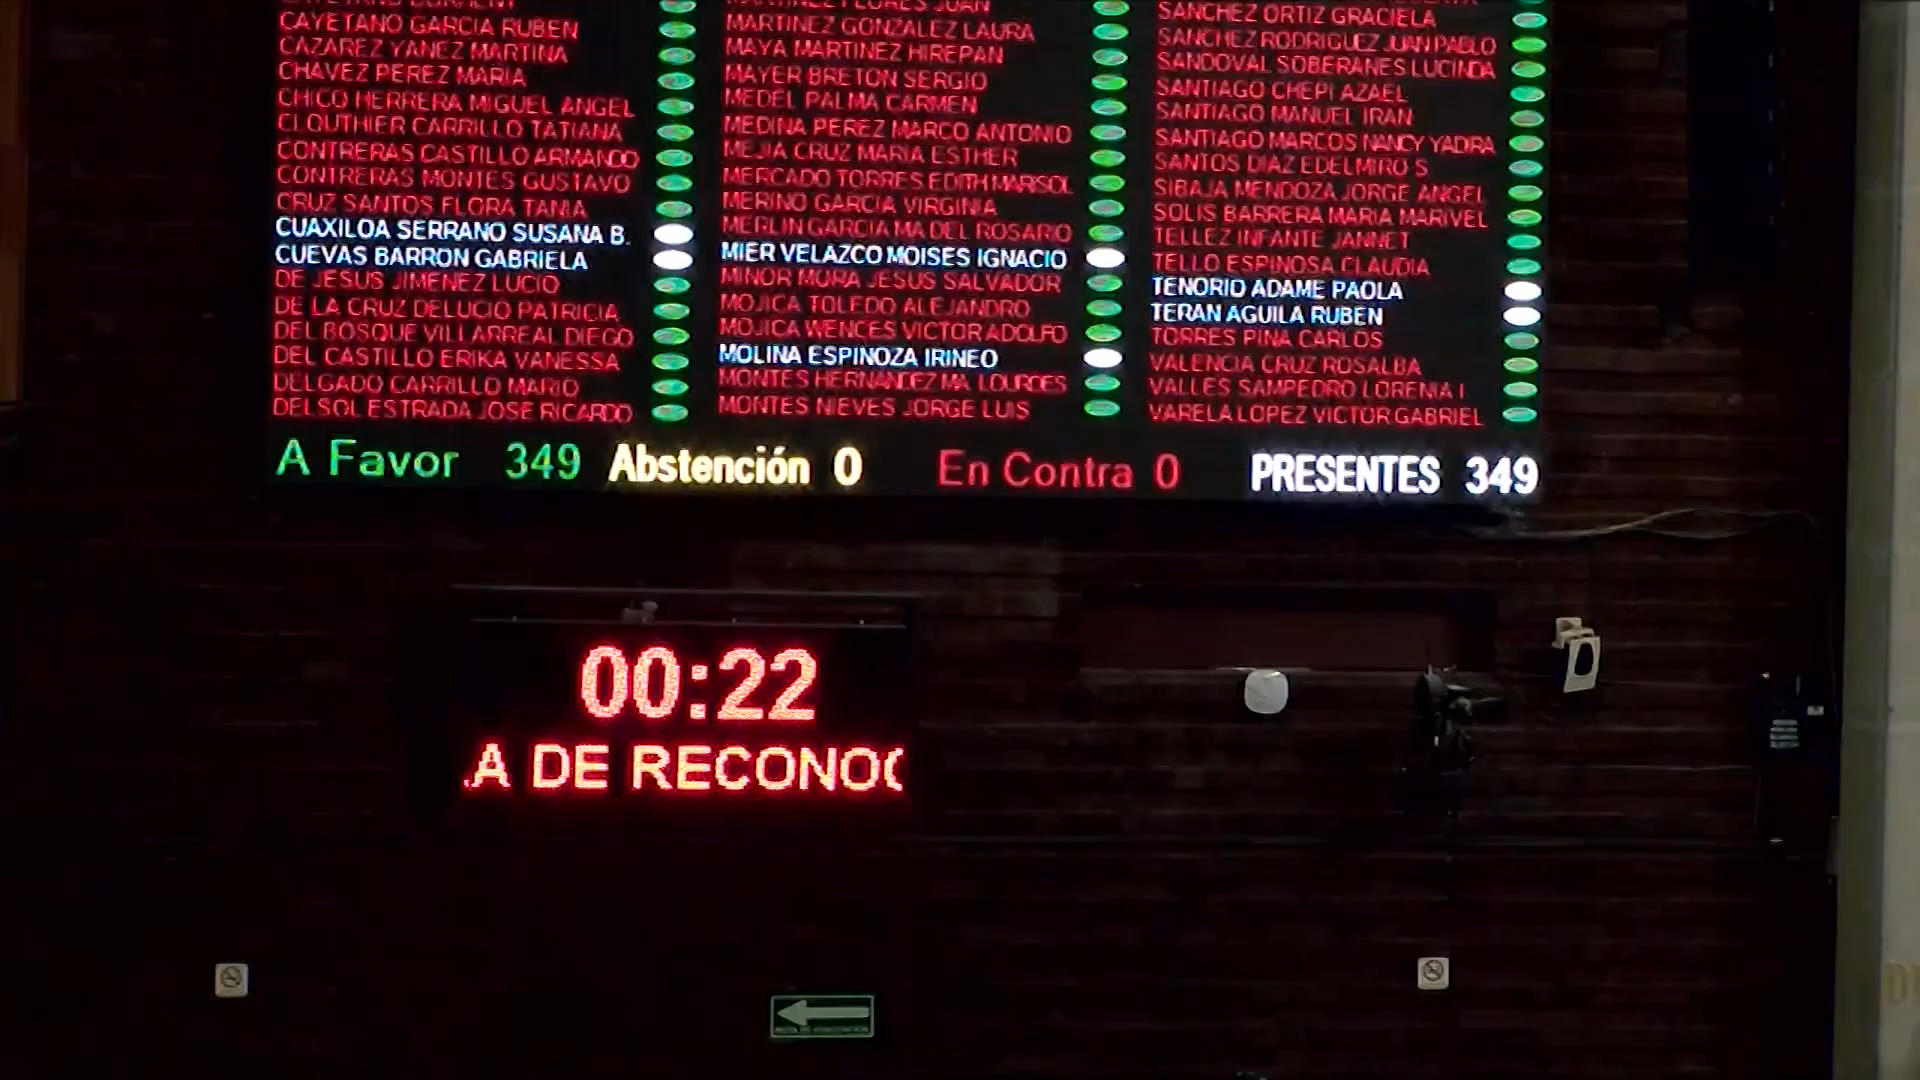 CAYETANO GARCIA RUBEN
CAZAREZ YANEZ MARTINA
CHAVEZ PEREZ MARIA
CHICO HERRERA MIGUEL ANGEL
CLOUTHIER CARRILLO TATIANA
CONTRERAS CASTILLO ARMANDO
CONTRERAS MONTES GUSTAVO
CRUZ SANTOS FLORA TANIA
CUAXILOA SERRANO SUSANA B.
CUEVAS BARRON GABRIELA
DE JESUS JIMENEZ LUCIO
DE LA CRUZ DELUCIO PATRICIA
DEL BOSQUE VILLARREAL DIEGO
DEL CASTILLO ERIKA VANESSA
DELGADO CARRILLO MARIO
DELSOL ESTRADA JOSE RICARDO
MARTINEZ FLORES JUAN
MARTINEZ GONZALEZ LAURA
MAYA MARTINEZ HIREPAN
MAYER BRETON SERGIO
MEDEL PALMA CARMEN
MEDINA PEREZ MARCO ANTONIO
MEJIA CRUZ MARIA ESTHER
MERCADO TORRES EDITH MARISOL
MERINO GARCIA VIRGINIA
MERLIN GARCIA MA DEL ROSARIO
MIER VELAZCO MOISES IGNACIO
MINOR MORA JESUS SALVADOR
MOJICA TOLEDO ALEJANDRO
MOJICA WENCES VICTOR ADOLFO
MOLINA ESPINOZA IRINEO
MONTES HERNANDEZ MA. LOURDES
MONTES NIEVES JORGE LUIS
SANCHEZ ORTIZ GRACIELA
SANCHEZ RODRIGUEZ JUAN PABLO
SANDOVAL SOBERANES LUCINDA
SANTIAGO CHEPI AZAEL
SANTIAGO MANUEL IRAN
SANTIAGO MARCOS NANCY YADIRA
SANTOS DIAZ EDELMIRO S
SIBAJA MENDOZA JORGE ANGEL
SOLIS BARRERA MARIA MARIVEL
TELLEZ INFANTE JANNET
TELLO ESPINOSA CLAUDIA
TENORIO ADAME PAOLA
TERAN AGUILA RUBEN
TORRES PIÑA CARLOS
VALENCIA CRUZ ROSALBA
VALLES SAMPEDRO LORENIA I
VARELA LOPEZ VICTOR GABRIEL
A Favor 349 Abstención 0 En Contra 0 PRESENTES 349
00:22
A DE RECONOC